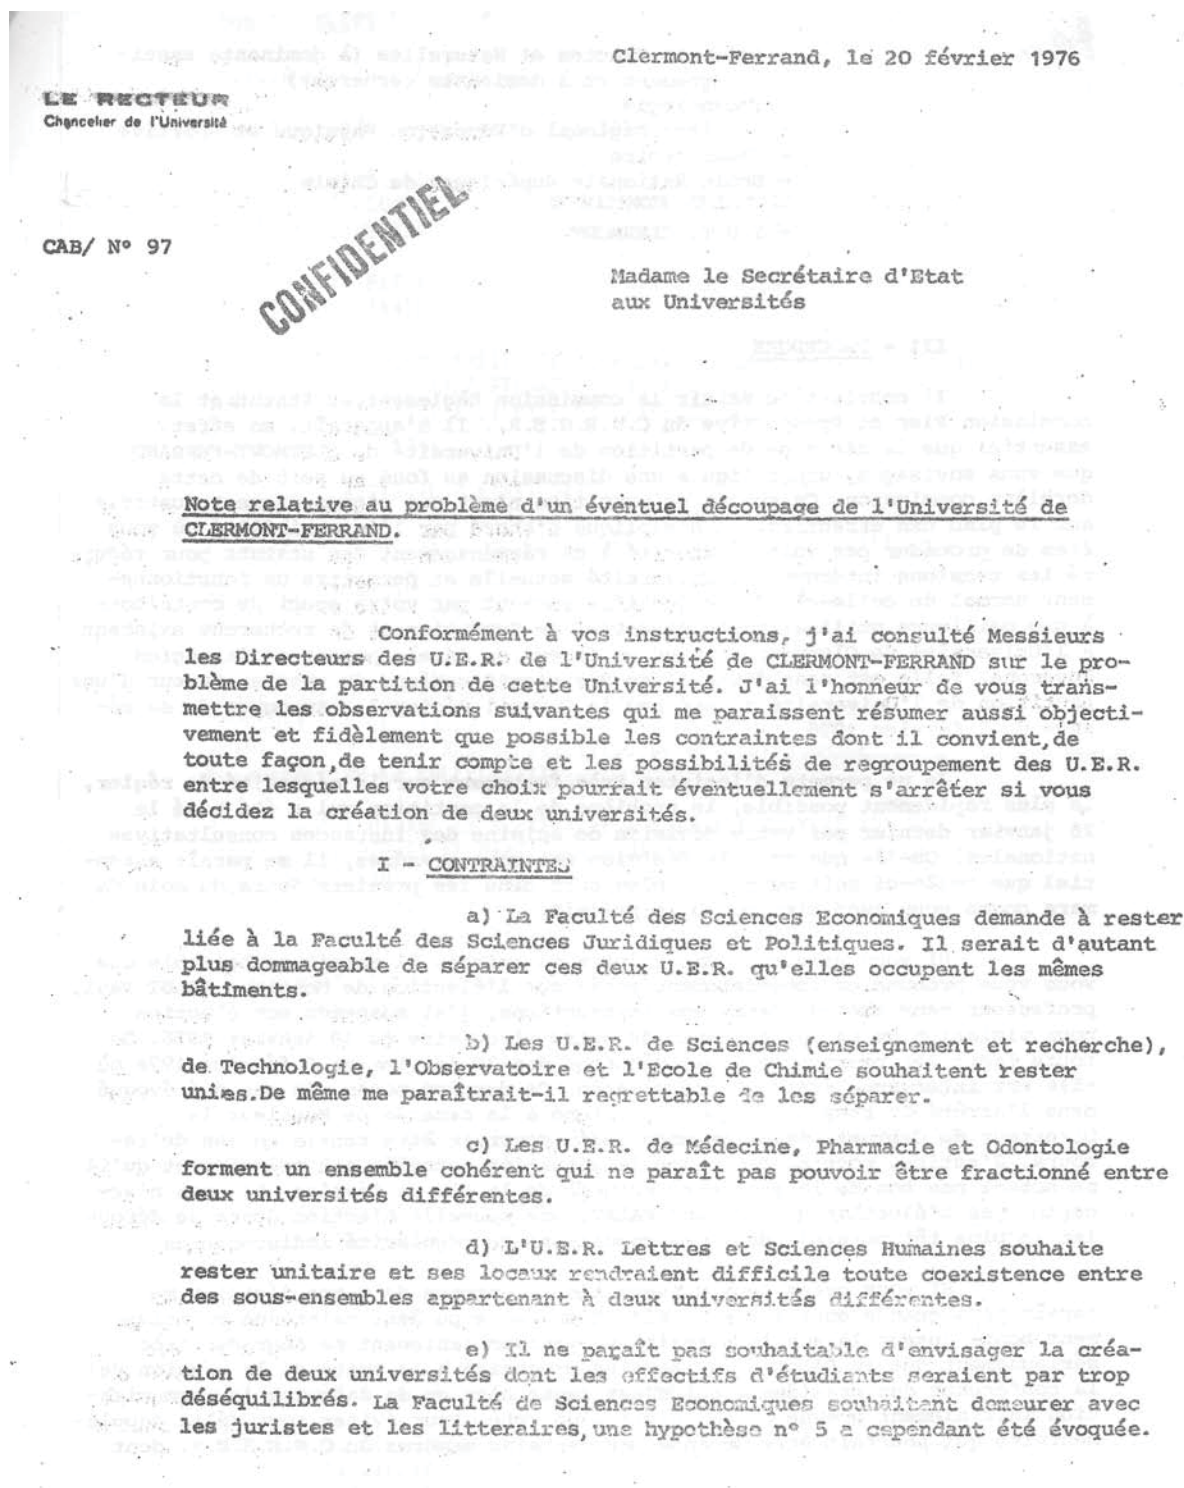 Clermont-Ferrand, le 20 février 1976
LE RECTEUR
Chancelier de l'Université
CONFIDENTIEL
CAB/ N° 97
Madame le Secrétaire d'Etat
aux Universités
Note relative au problème d'un éventuel découpage de l'Université de
CLERMONT-FERRAND.
Conformément à vos instructions, j'ai consulté Messieurs
les Directeurs des U.E.R. de l'Université de CLERMONT-FERRAND sur le pro-
blème de la partition de cette Université. J'ai l'honneur de vous trans-
mettre les observations suivantes qui me paraissent résumer aussi objecti-
vement et fidèlement que possible les contraintes dont il convient,de
toute façon,de tenir compte et les possibilités de regroupement des U.E.R.
entre lesquelles votre choix pourrait éventuellement s'arrêter si vous
décidez la création de deux universités.
I - CONTRAINTES
a) La Faculté des Sciences Economiques demande à rester
liée à la Faculté des Sciences Juridiques et Politiques. Il serait d'autant
plus dommageable de séparer ces deux U.E.R. qu'elles occupent les mêmes
bâtiments.
b) Les U.E.R. de Sciences (enseignement et recherche),
de Technologie, l'Observatoire et l'Ecole de Chimie souhaitent rester
unies.De même me paraîtrait-il regrettable de les séparer.
c) Les U.E.R. de Médecine, Pharmacie et Odontologie
forment un ensemble cohérent qui ne paraît pas pouvoir être fractionné entre
deux universités différentes.
d) L'U.E.R. Lettres et Sciences Humaines souhaite
rester unitaire et ses locaux rendraient difficile toute coexistence entre
des sous-ensembles appartenant à deux universités différentes.
e) Il ne paraît pas souhaitable d'envisager la créa-
tion de deux universités dont les effectifs d'étudiants seraient par trop
déséquilibrés. La Faculté de Sciences Economiques souhaitant demeurer avec
les juristes et les litteraires,une hypothèse n° 5 a cependant été évoquée.